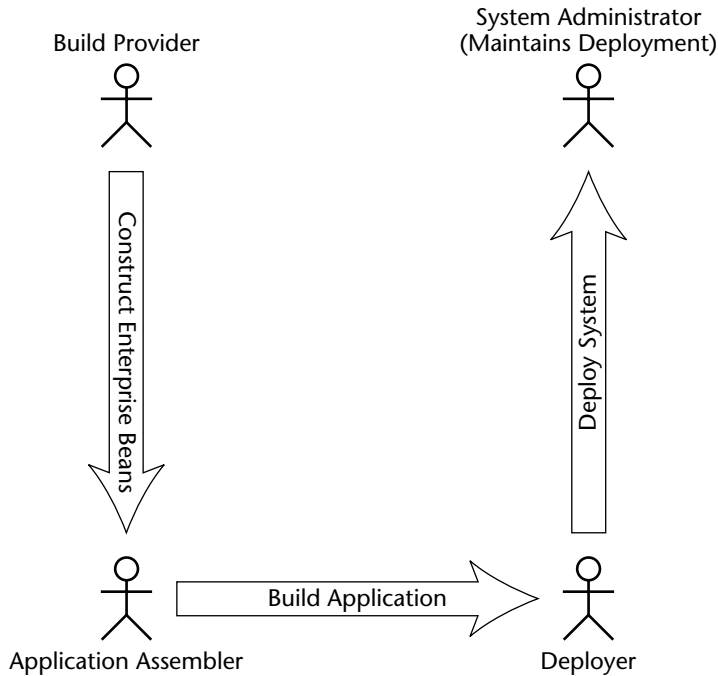 System Administrator
(Maintains Deployment)
Build Provider
Construct Enterprise Beans
Deploy System
Build Application
Application Assembler
Deployer